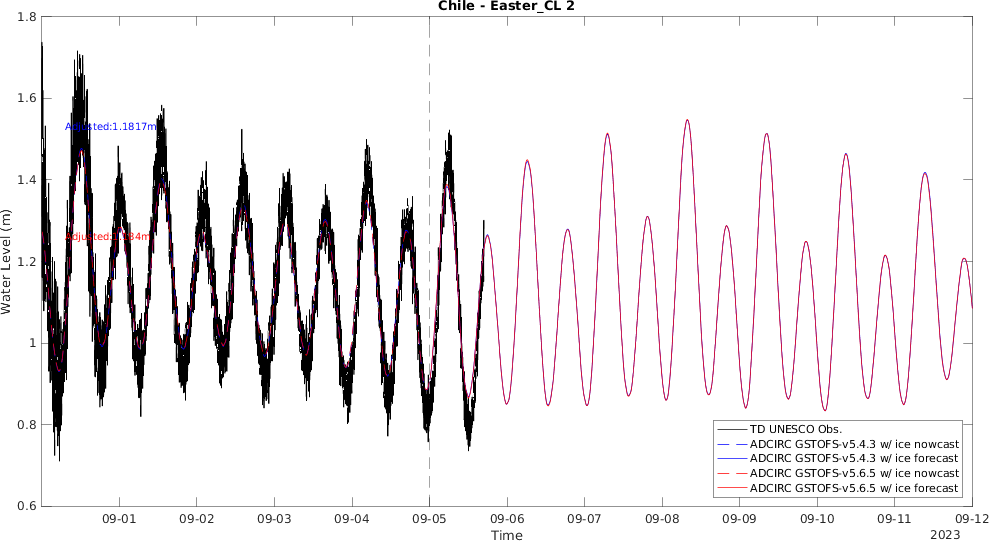 Chile - Easter_CL 2
Water Level (m)
1.8
1.6
1.4
1.2
1
0.8
0.6
Adjusted:1.1817m
09-01
09-02
09-03
09-04
09-05
09-06
09-07
09-08
09-09
09-10
09-11
09-12
Time
2023
TD UNESCO Obs.
ADCIRC GSTOFS-v5.4.3 w/ ice nowcast
ADCIRC GSTOFS-v5.4.3 w/ ice forecast
ADCIRC GSTOFS-v5.6.5 w/ ice nowcast
ADCIRC GSTOFS-v5.6.5 w/ ice forecast